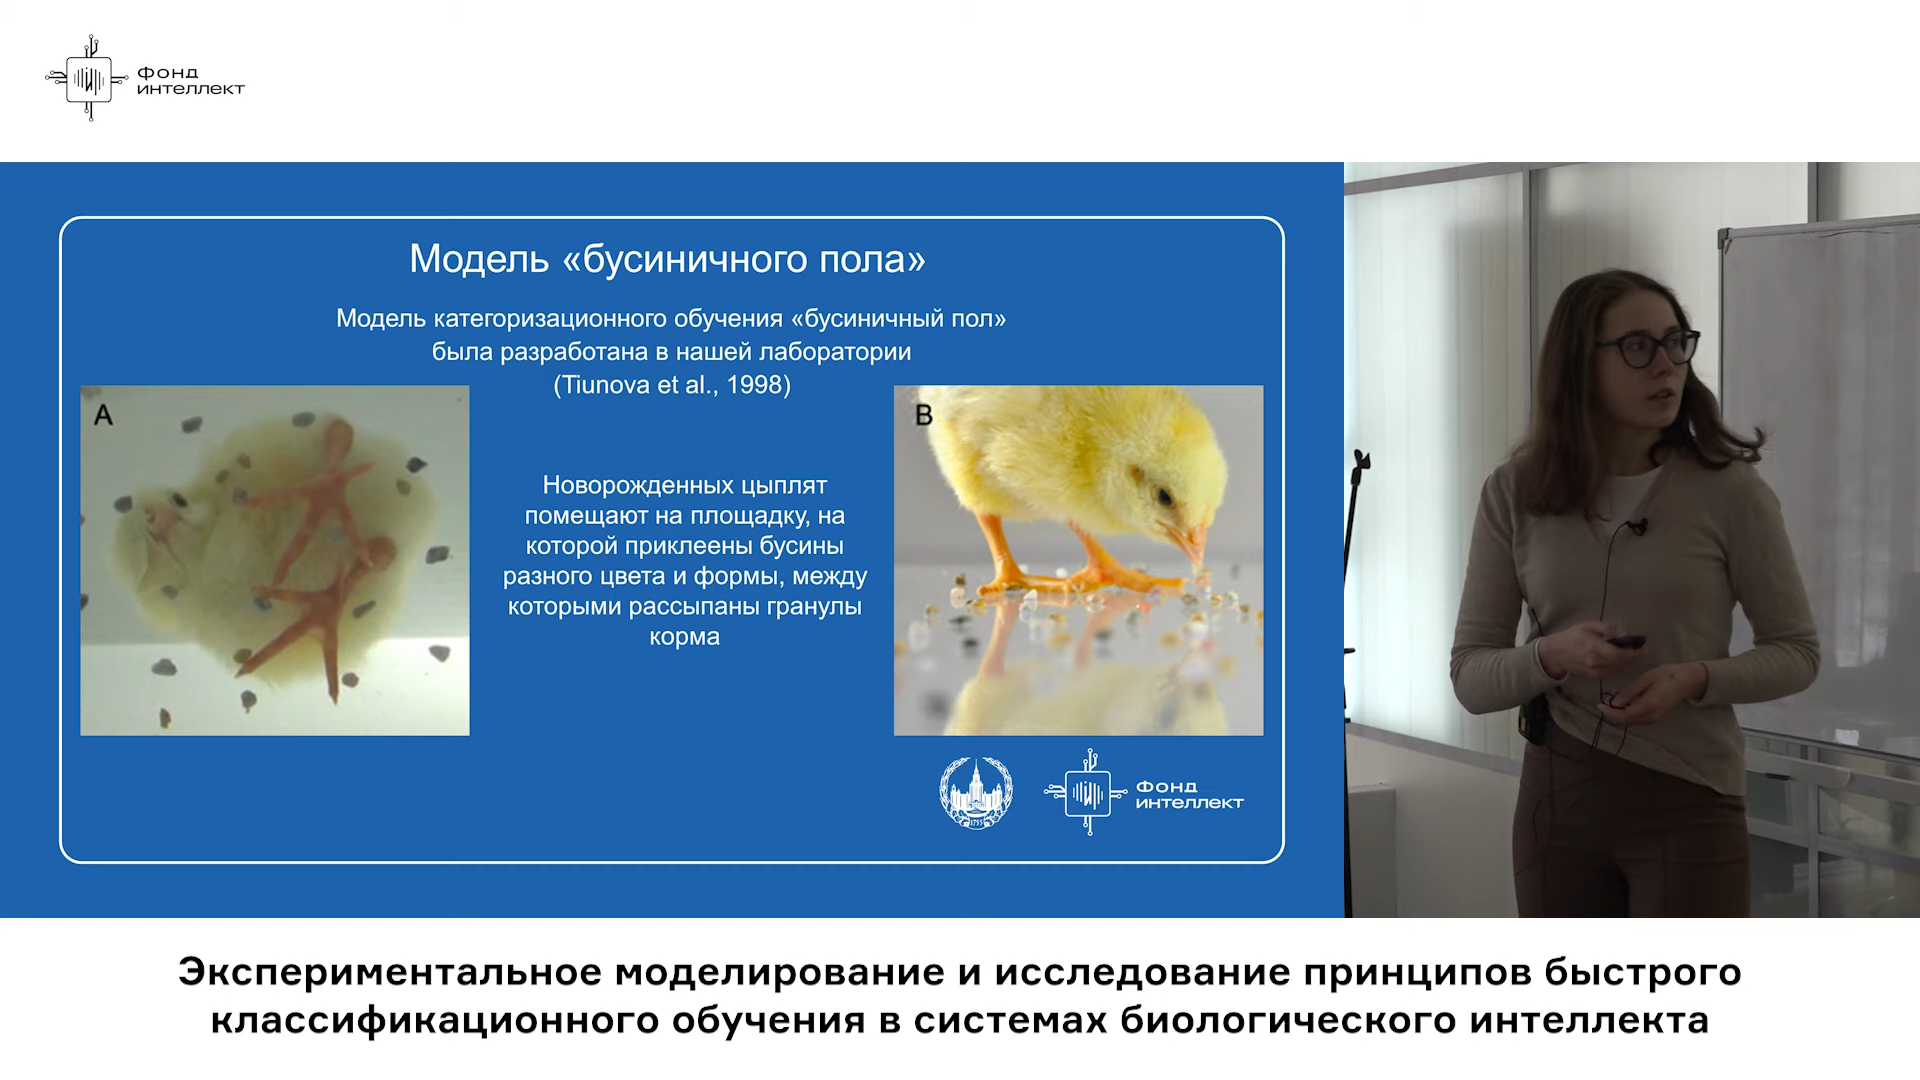 Фонд
интеллект
Модель «бусиничного пола»
Модель категоризационного обучения «бусиничный пол»
была разработана в нашей лаборатории
(Tiunova et al., 1998)
A
B
Новорожденных цыплят
помещают на площадку, на
которой приклеены бусины
разного цвета и формы, между
которыми рассыпаны гранулы
корма
1755
Фонд
интеллект
Экспериментальное моделирование и исследование принципов быстрого
классификационного обучения в системах биологического интеллекта